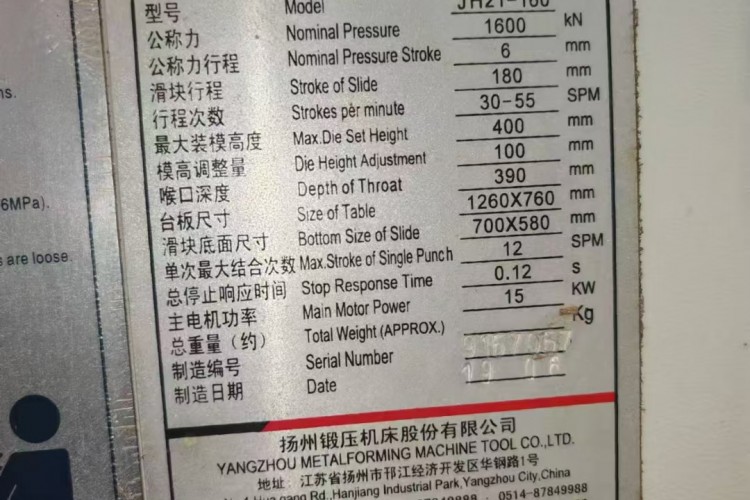 型号 Model JH21-160
公称力 Nominal Pressure 1600 kN
公称力行程 Nominal Pressure Stroke 6 mm
滑块行程 Stroke of Slide 180 mm
行程次数 Strokes per minute 30-55 SPM
最大装模高度 Max.Die Set Height 400 mm
模高调整量 Die Height Adjustment 100 mm
喉口深度 Depth of Throat 390 mm
台板尺寸 Size of Table 1260X760 mm
滑块底面尺寸 Bottom Size of Slide 700X580 mm
单次最大结合次数 Max.Stroke of Single Punch 12 SPM
总停止响应时间 Stop Response Time 0.12 s
主电机功率 Main Motor Power 15 KW
总重量（约） Total Weight (APPROX.) Kg
制造编号 Serial Number
制造日期 Date
扬州锻压机床股份有限公司
YANGZHOU METALFORMING MACHINE TOOL CO.,LTD.
地址：江苏省扬州市邗江经济开发区华钢路1号
Rd.,Hanjiang Industrial Park,Yangzhou City,China
0514-87849988
ns.
6MPa).
s are loose.